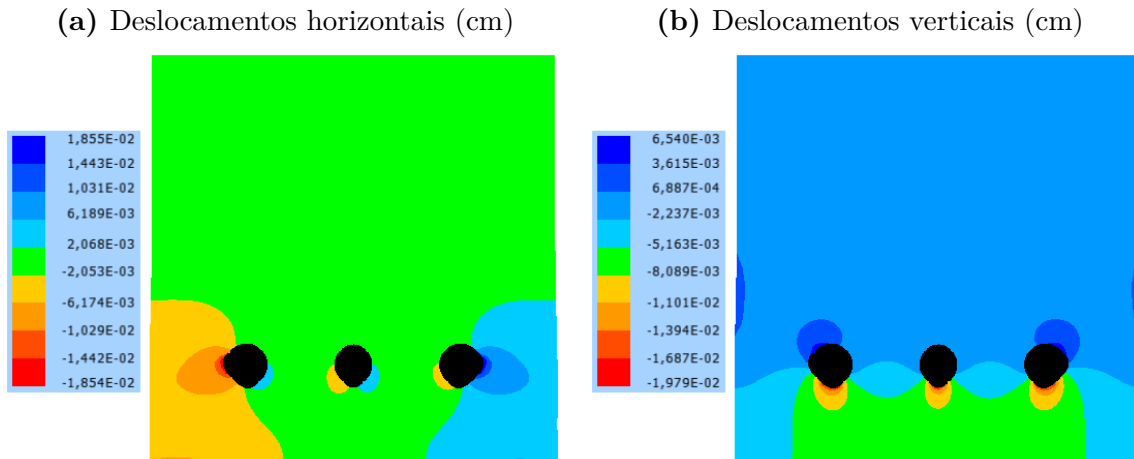 (a) Deslocamentos horizontais (cm)
(b) Deslocamentos verticais (cm)
1,855E-02
1,443E-02
1,031E-02
6,189E-03
2,068E-03
-2,053E-03
-6,174E-03
-1,029E-02
-1,442E-02
-1,854E-02
6,540E-03
3,615E-03
6,887E-04
-2,237E-03
-5,163E-03
-8,089E-03
-1,101E-02
-1,394E-02
-1,687E-02
-1,979E-02